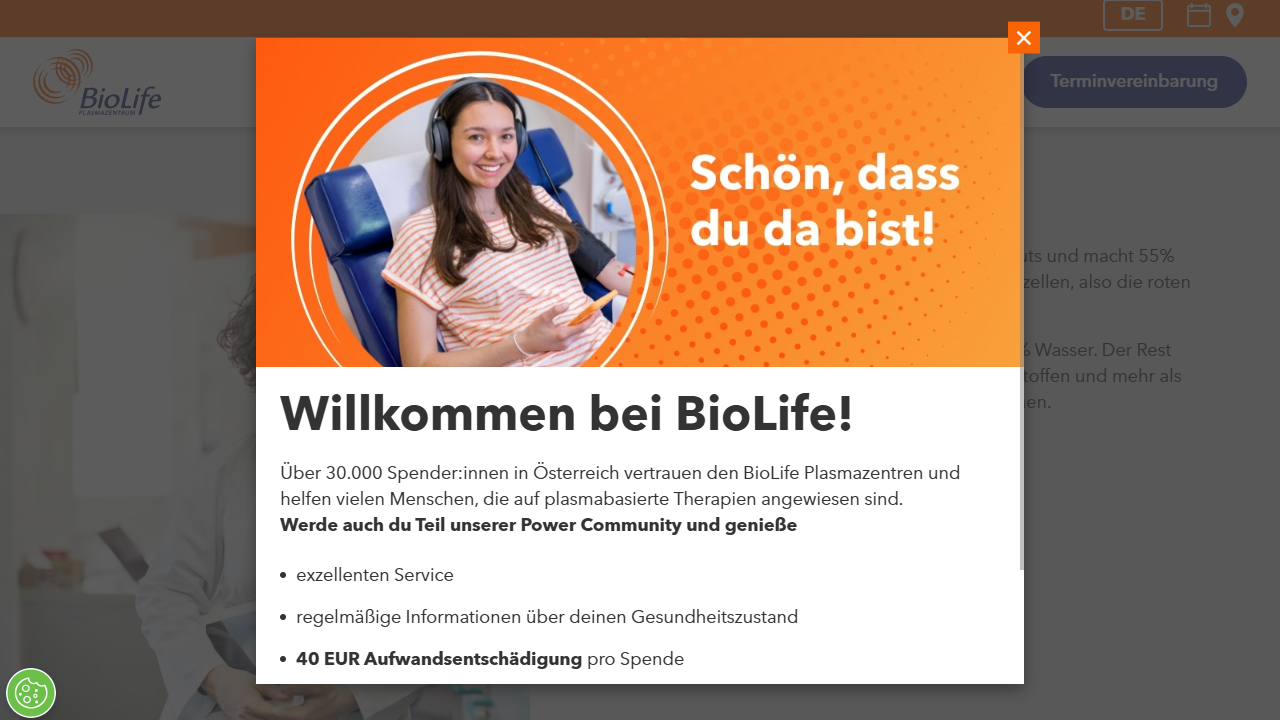 DE
BioLife
PLASMAZENTRUM
Terminvereinbarung
Schön, dass
du da bist!
uts und macht 55%
zellen, also die roten
% Wasser. Der Rest
toffen und mehr als
en.
Willkommen bei BioLife!
Über 30.000 Spender:innen in Österreich vertrauen den BioLife Plasmazentren und
helfen vielen Menschen, die auf plasmabasierte Therapien angewiesen sind.
Werde auch du Teil unserer Power Community und genieße
• exzellenten Service
• regelmäßige Informationen über deinen Gesundheitszustand
• 40 EUR Aufwandsentschädigung pro Spende